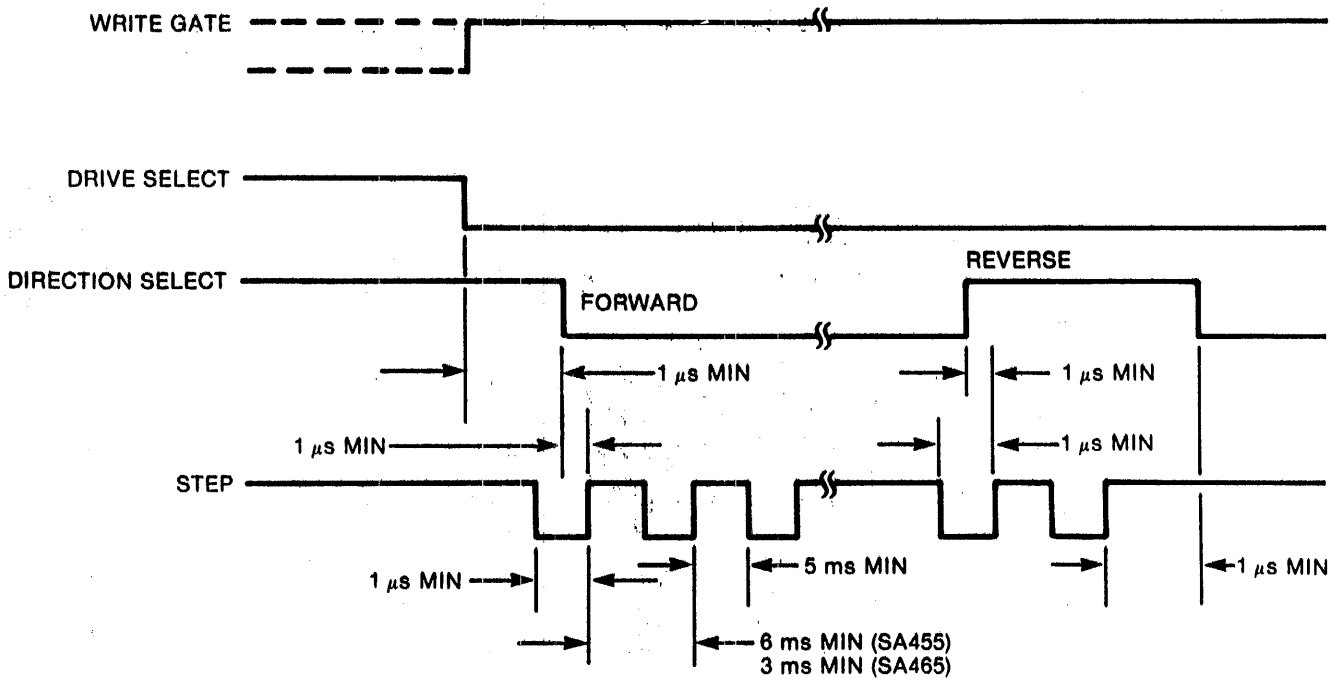 WRITE GATE
DRIVE SELECT
DIRECTION SELECT
FORWARD
REVERSE
1 μs MIN
1 μs MIN
1 μs MIN
1 μs MIN
STEP
1 μs MIN
5 ms MIN
1 μs MIN
6 ms MIN (SA455)
3 ms MIN (SA465)